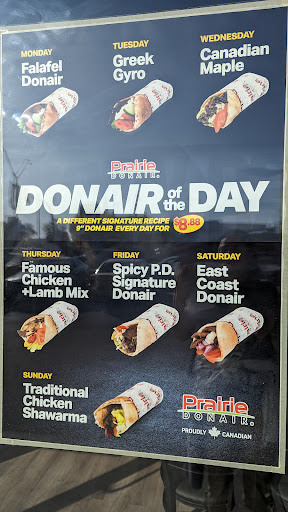 MONDAY
Falafel
Donair
TUESDAY
Greek
Gyro
WEDNESDAY
Canadian
Maple
Prairie
DONAIR
DONAIR of the DAY
A DIFFERENT SIGNATURE RECIPE
9" DONAIR EVERY DAY FOR
$8.88
THURSDAY
Famous
Chicken
+Lamb Mix
FRIDAY
Spicy P.D.
Signature
Donair
SATURDAY
East
Coast
Donair
SUNDAY
Traditional
Chicken
Shawarma
Prairie
DONAIR
PROUDLY CANADIAN